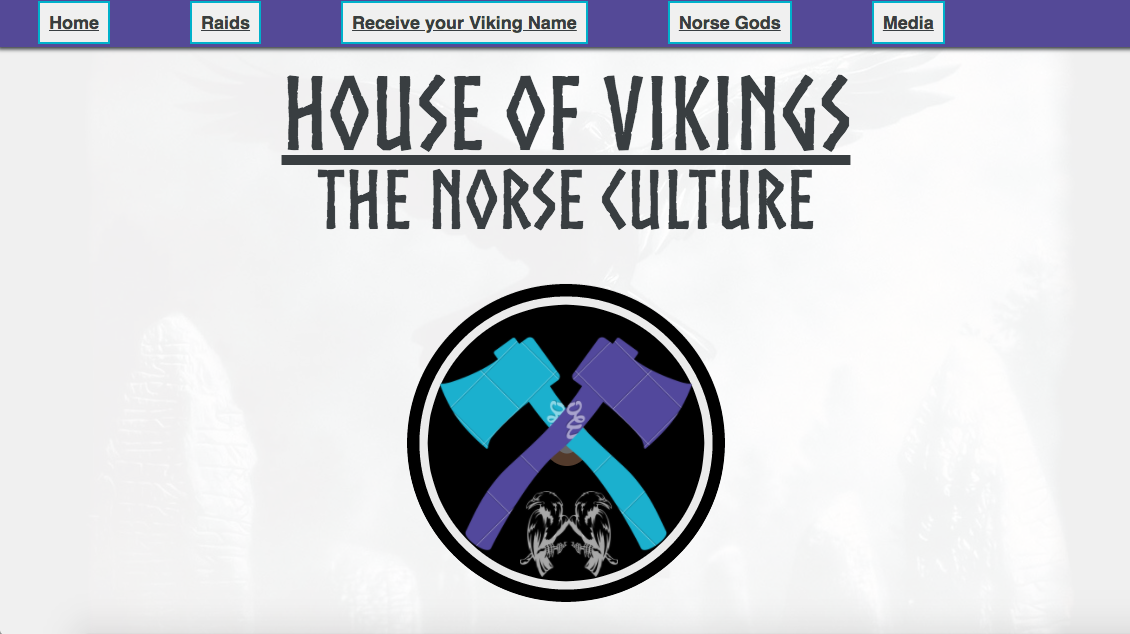 Home Raids Receive your Viking Name Norse Gods Media
HOUSE OF VIKINGS
THE NORSE CULTURE